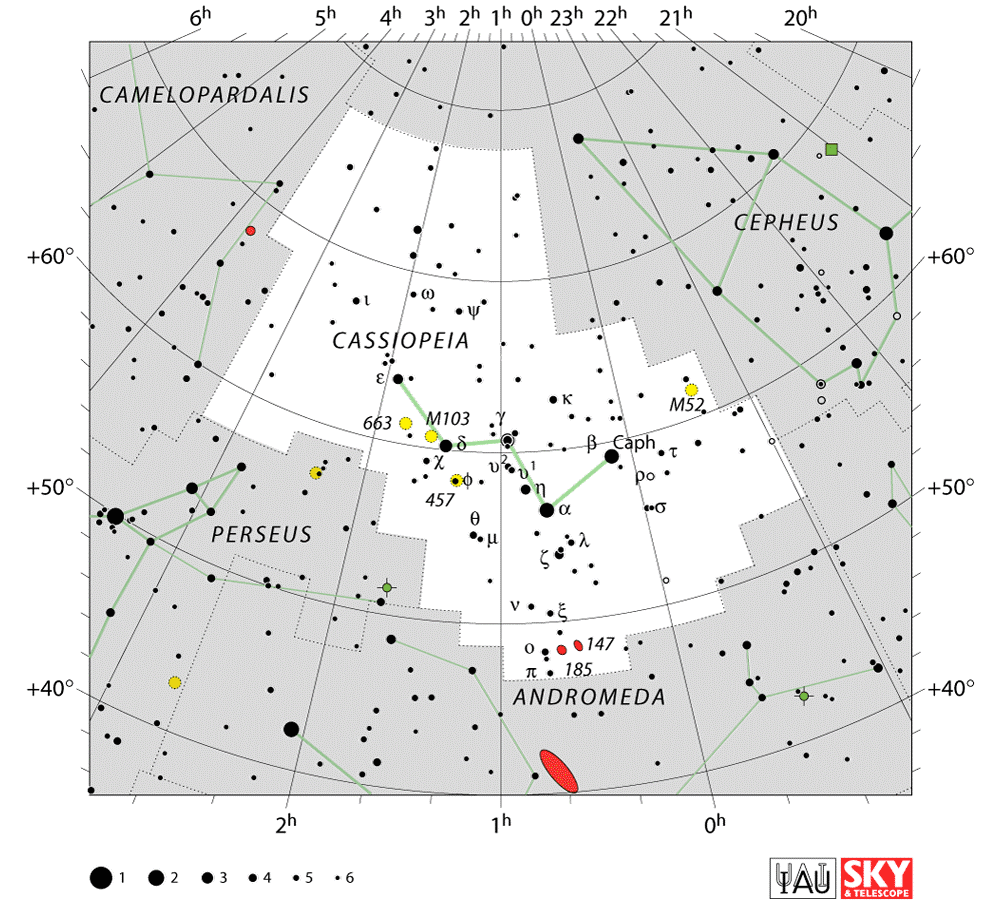 6h 5h 4h 3h 2h 1h 0h 23h 22h 21h 20h
CAMELOPARDALIS
CEPHEUS
+60° +60°
ι ω ψ
CASSIOPEIA
ε κ
M52
663 M103 γ
δ β Caph
χ υ2 υ1 τ
457 ϕ η ρ
α σ
+50° +50°
PERSEUS
θ μ λ
ζ
ν ξ
ο 147
π 185
ANDROMEDA
+40° +40°
2h 1h 0h
1 2 3 4 5 6
IAU
SKY
& TELESCOPE